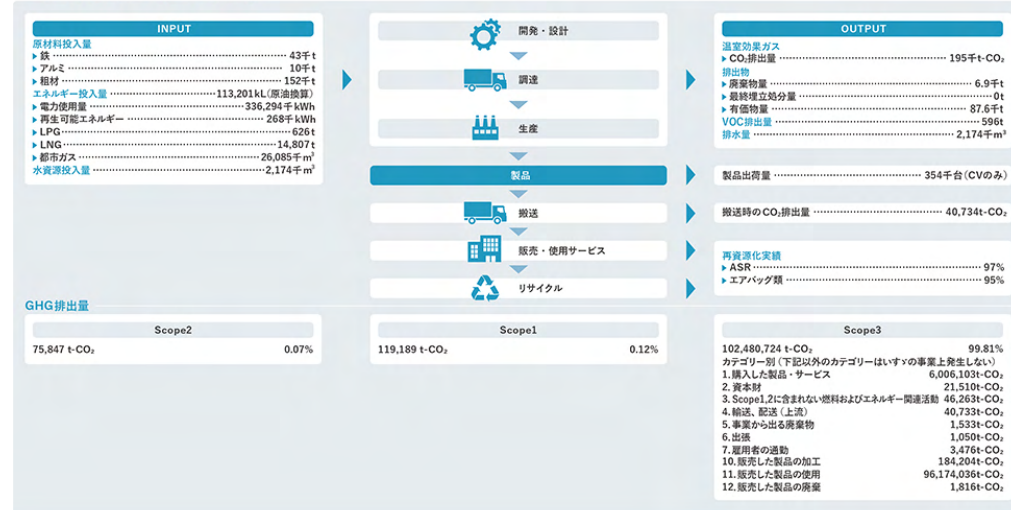 INPUT
原材料投入量
鉄 43千t
アルミ 10千t
粗材 152千t
エネルギー投入量 113,201kL(原油換算)
電力使用量 336,294千kWh
再生可能エネルギー 268千kWh
LPG 626t
LNG 14,807t
都市ガス 26,085千m³
水資源投入量 2,174千m³
開発・設計
調達
生産
製品
搬送
販売・使用サービス
リサイクル
OUTPUT
温室効果ガス
CO₂排出量 195千t-CO₂
排出物
廃棄物量 6.9千t
最終埋立処分量 0t
有価物量 87.6千t
VOC排出量 596t
排水量 2,174千m³
製品出荷量 354千台(CVのみ)
搬送時のCO₂排出量 40,734t-CO₂
再資源化実績
ASR 97%
エアバッグ類 95%
GHG排出量
Scope2
75,847 t-CO₂ 0.07%
Scope1
119,189 t-CO₂ 0.12%
Scope3
102,480,724 t-CO₂ 99.81%
カテゴリー別(下記以外のカテゴリーはいすゞの事業上発生しない)
1.購入した製品・サービス 6,006,103t-CO₂
2.資本財 21,510t-CO₂
3.Scope1,2に含まれない燃料およびエネルギー関連活動 46,263t-CO₂
4.輸送、配送(上流) 40,733t-CO₂
5.事業から出る廃棄物 1,533t-CO₂
6.出張 1,050t-CO₂
7.雇用者の通勤 3,476t-CO₂
10.販売した製品の加工 184,204t-CO₂
11.販売した製品の使用 96,174,036t-CO₂
12.販売した製品の廃棄 1,816t-CO₂